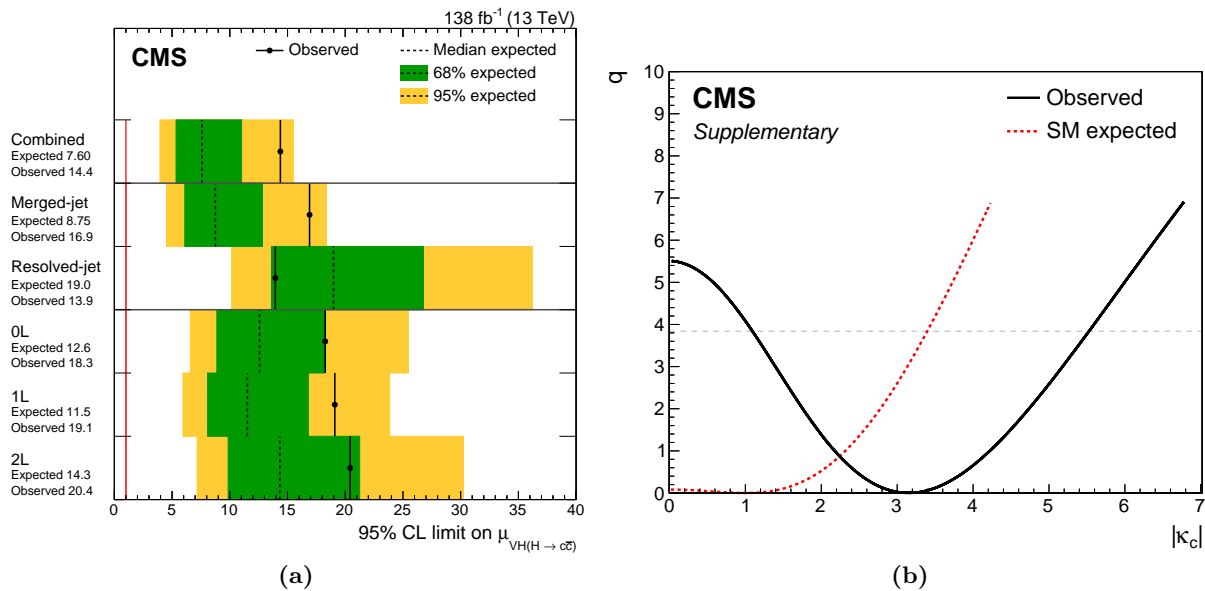 138 fb⁻¹ (13 TeV)
CMS
Observed
Median expected
68% expected
95% expected
Combined
Expected 7.60
Observed 14.4
Merged-jet
Expected 8.75
Observed 16.9
Resolved-jet
Expected 19.0
Observed 13.9
0L
Expected 12.6
Observed 18.3
1L
Expected 11.5
Observed 19.1
2L
Expected 14.3
Observed 20.4
0 5 10 15 20 25 30 35 40
95% CL limit on μ_VH(H → cc̅)
(a)
q
10
9
8
7
6
5
4
3
2
1
0
CMS
Supplementary
Observed
SM expected
0 1 2 3 4 5 6 7
|κ_c|
(b)